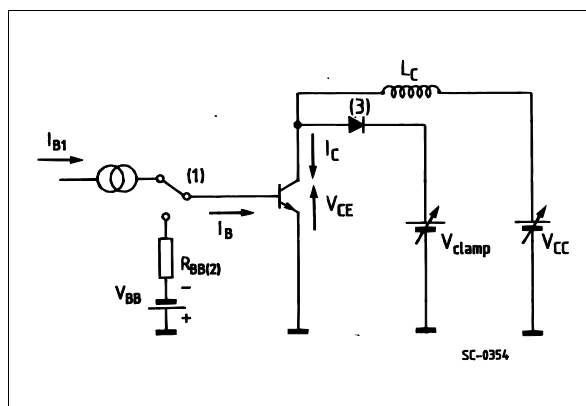 L_C
(3)
I_B1
(1)
I_C
V_CE
I_B
V_clamp
V_CC
R_BB(2)
V_BB
−
+
SC-0354